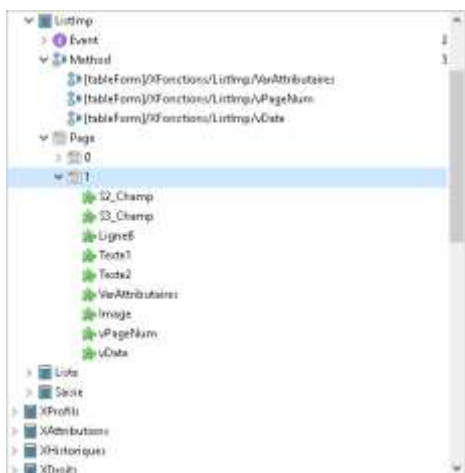 ListImp
Event 2
Method 3
[tableForm]/XFonctions/ListImp/VarAttributaires
[tableForm]/XFonctions/ListImp/vPageNum
[tableForm]/XFonctions/ListImp/vDate
Page
0
1
S2_Champ
S3_Champ
Ligne6
Texte1
Texte2
VarAttributaires
Image
vPageNum
vDate
Liste
Saisie
XProfils
XAttributions
XHistoriques
XDroits